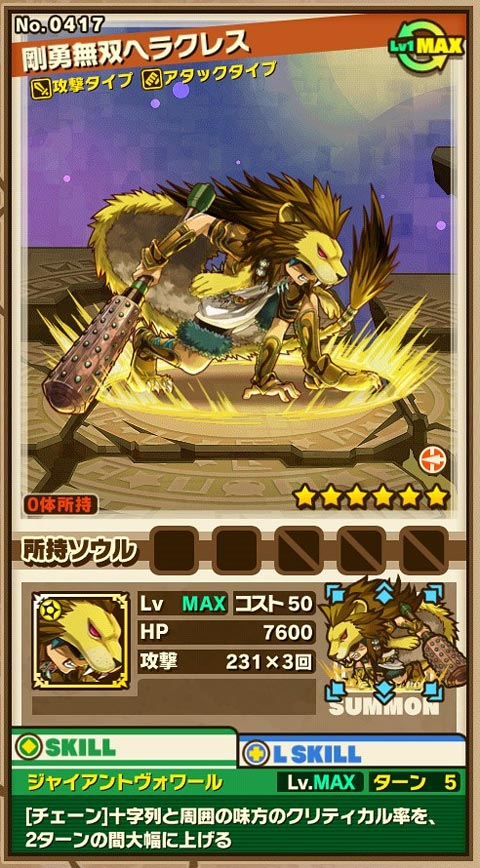 No.0417
剛勇無双ヘラクレス
Lv1 MAX
攻撃タイプ アタックタイプ
0体所持
所持ソウル
Lv MAX コスト 50
HP 7600
攻撃 231×3回
SUMMON
SKILL
L SKILL
ジャイアントヴォワール Lv.MAX ターン 5
[チェーン]十字列と周囲の味方のクリティカル率を、
2ターンの間大幅に上げる